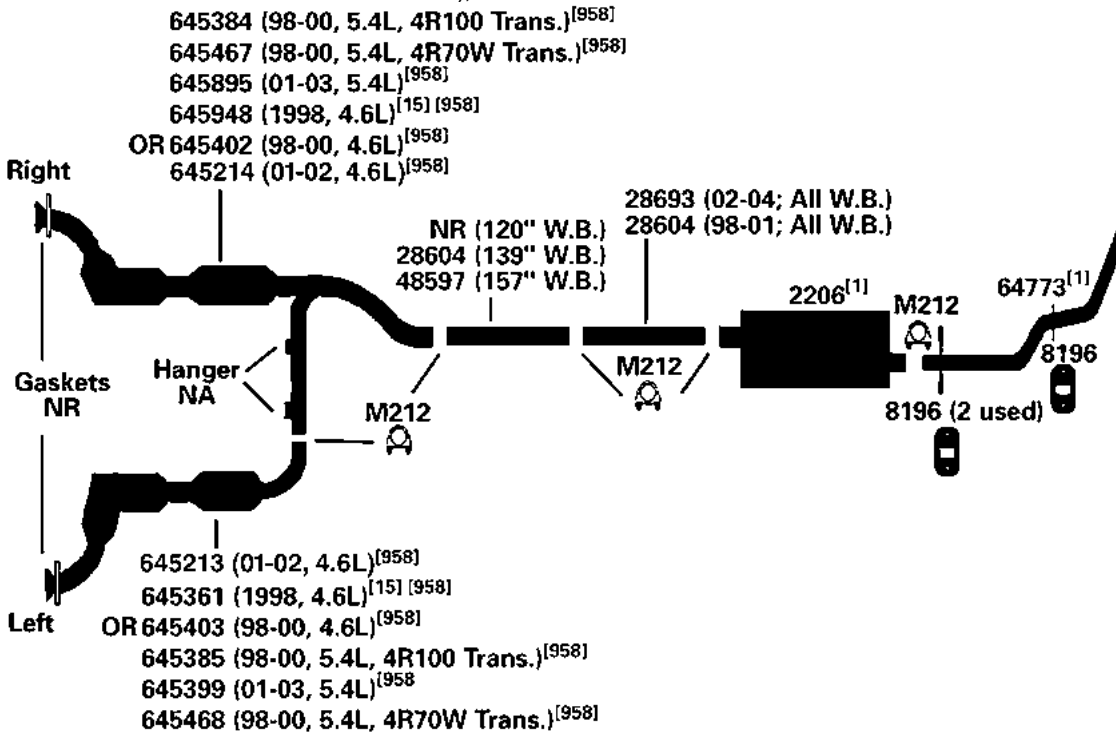 645384 (98-00, 5.4L, 4R100 Trans.)[958]
645467 (98-00, 5.4L, 4R70W Trans.)[958]
645895 (01-03, 5.4L)[958]
645948 (1998, 4.6L)[15] [958]
OR 645402 (98-00, 4.6L)[958]
645214 (01-02, 4.6L)[958]
Right
28693 (02-04; All W.B.)
28604 (98-01; All W.B.)
NR (120" W.B.)
28604 (139" W.B.)
48597 (157" W.B.)
2206[1]
64773[1]
M212
8196
Hanger
NA
Gaskets
NR
M212
M212
8196 (2 used)
645213 (01-02, 4.6L)[958]
645361 (1998, 4.6L)[15] [958]
Left
OR 645403 (98-00, 4.6L)[958]
645385 (98-00, 5.4L, 4R100 Trans.)[958]
645399 (01-03, 5.4L)[958
645468 (98-00, 5.4L, 4R70W Trans.)[958]